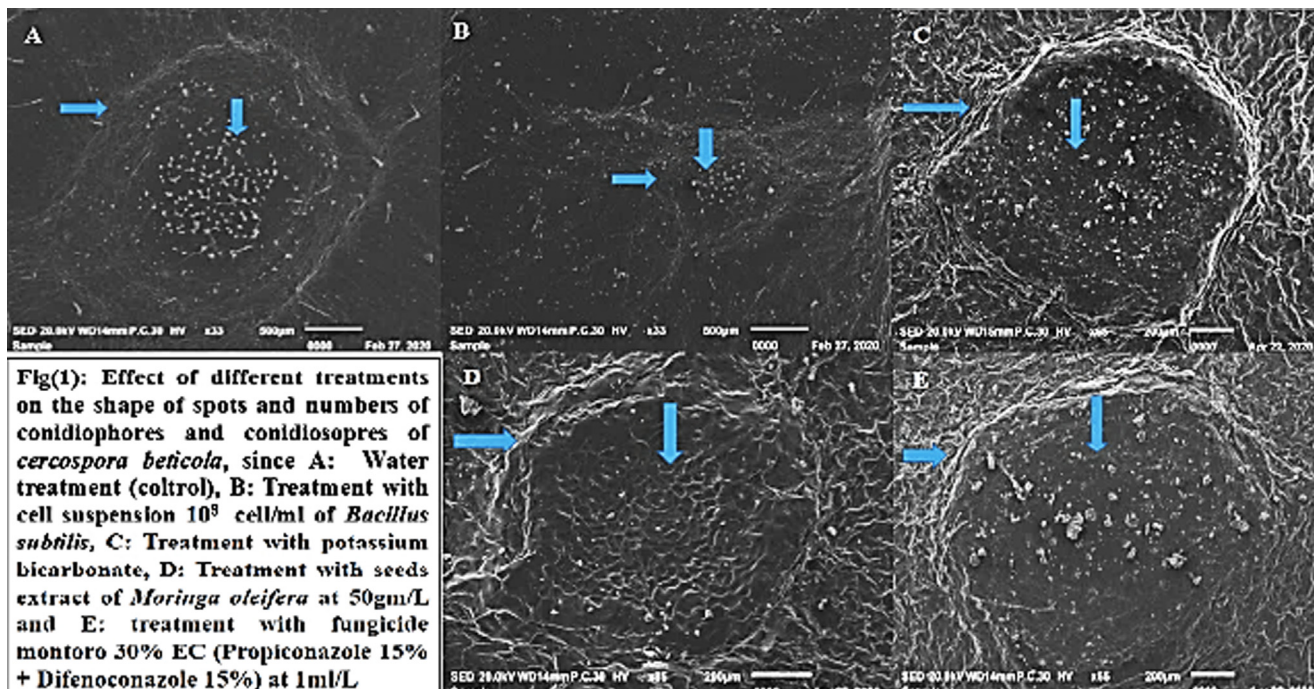 A
B
C
SED 20.0kV WD14mm P.C.30 HV x33 500µm
Sample 0000 Feb 27, 2020
SED 20.0kV WD14mm P.C.30 HV x33 500µm
Sample 0000 Feb 27, 2020
SED 20.0kV WD15mm P.C.30 HV 200µm
Sample 0000 Apr 22, 2020
Fig(1): Effect of different treatments
on the shape of spots and numbers of
conidiophores and conidiosopres of
cercospora beticola, since A: Water
treatment (coltrol), B: Treatment with
cell suspension cell/ml of Bacillus
subtilis, C: Treatment with potassium
bicarbonate, D: Treatment with seeds
extract of Moringa oleifera at 50gm/L
and E: treatment with fungicide
montoro 30% EC (Propiconazole 15%
+ Difenoconazole 15%) at 1ml/L
D
E
SED 20.0kV WD14mm P.C.30 HV 200µm
Sample
SED 20.0kV WD14mm P.C.30 HV 200µm
Sample